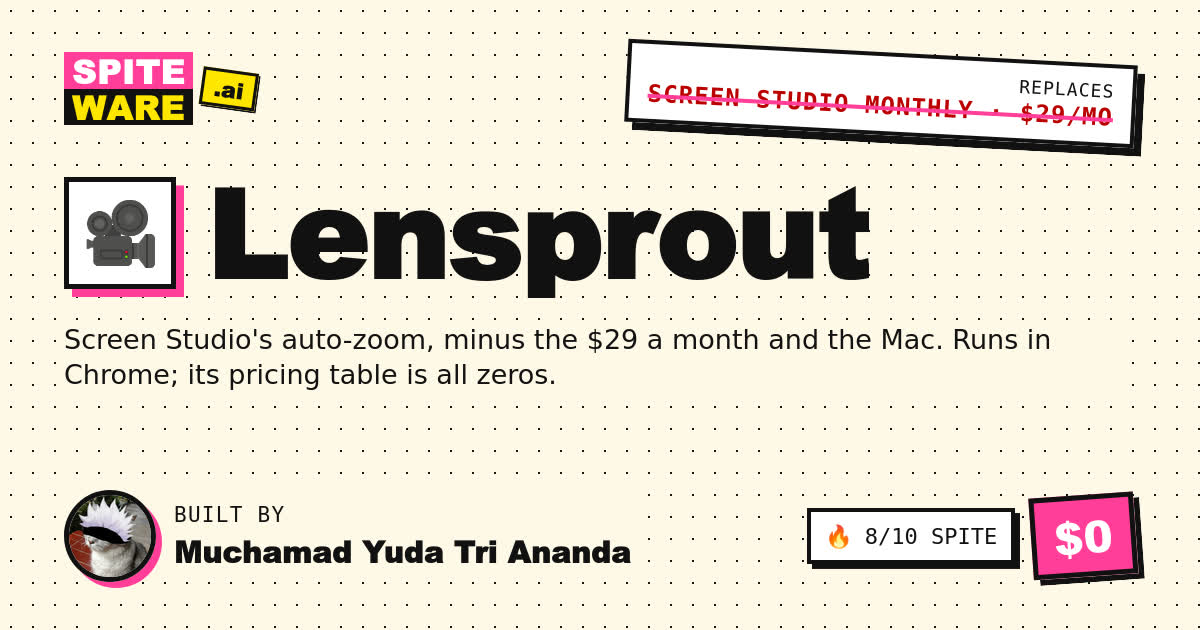 SPITE
WARE
.ai
REPLACES
SCREEN STUDIO MONTHLY · $29/MO
Lensprout
Screen Studio's auto-zoom, minus the $29 a month and the Mac. Runs in
Chrome; its pricing table is all zeros.
BUILT BY
Muchamad Yuda Tri Ananda
🔥 8/10 SPITE
$0